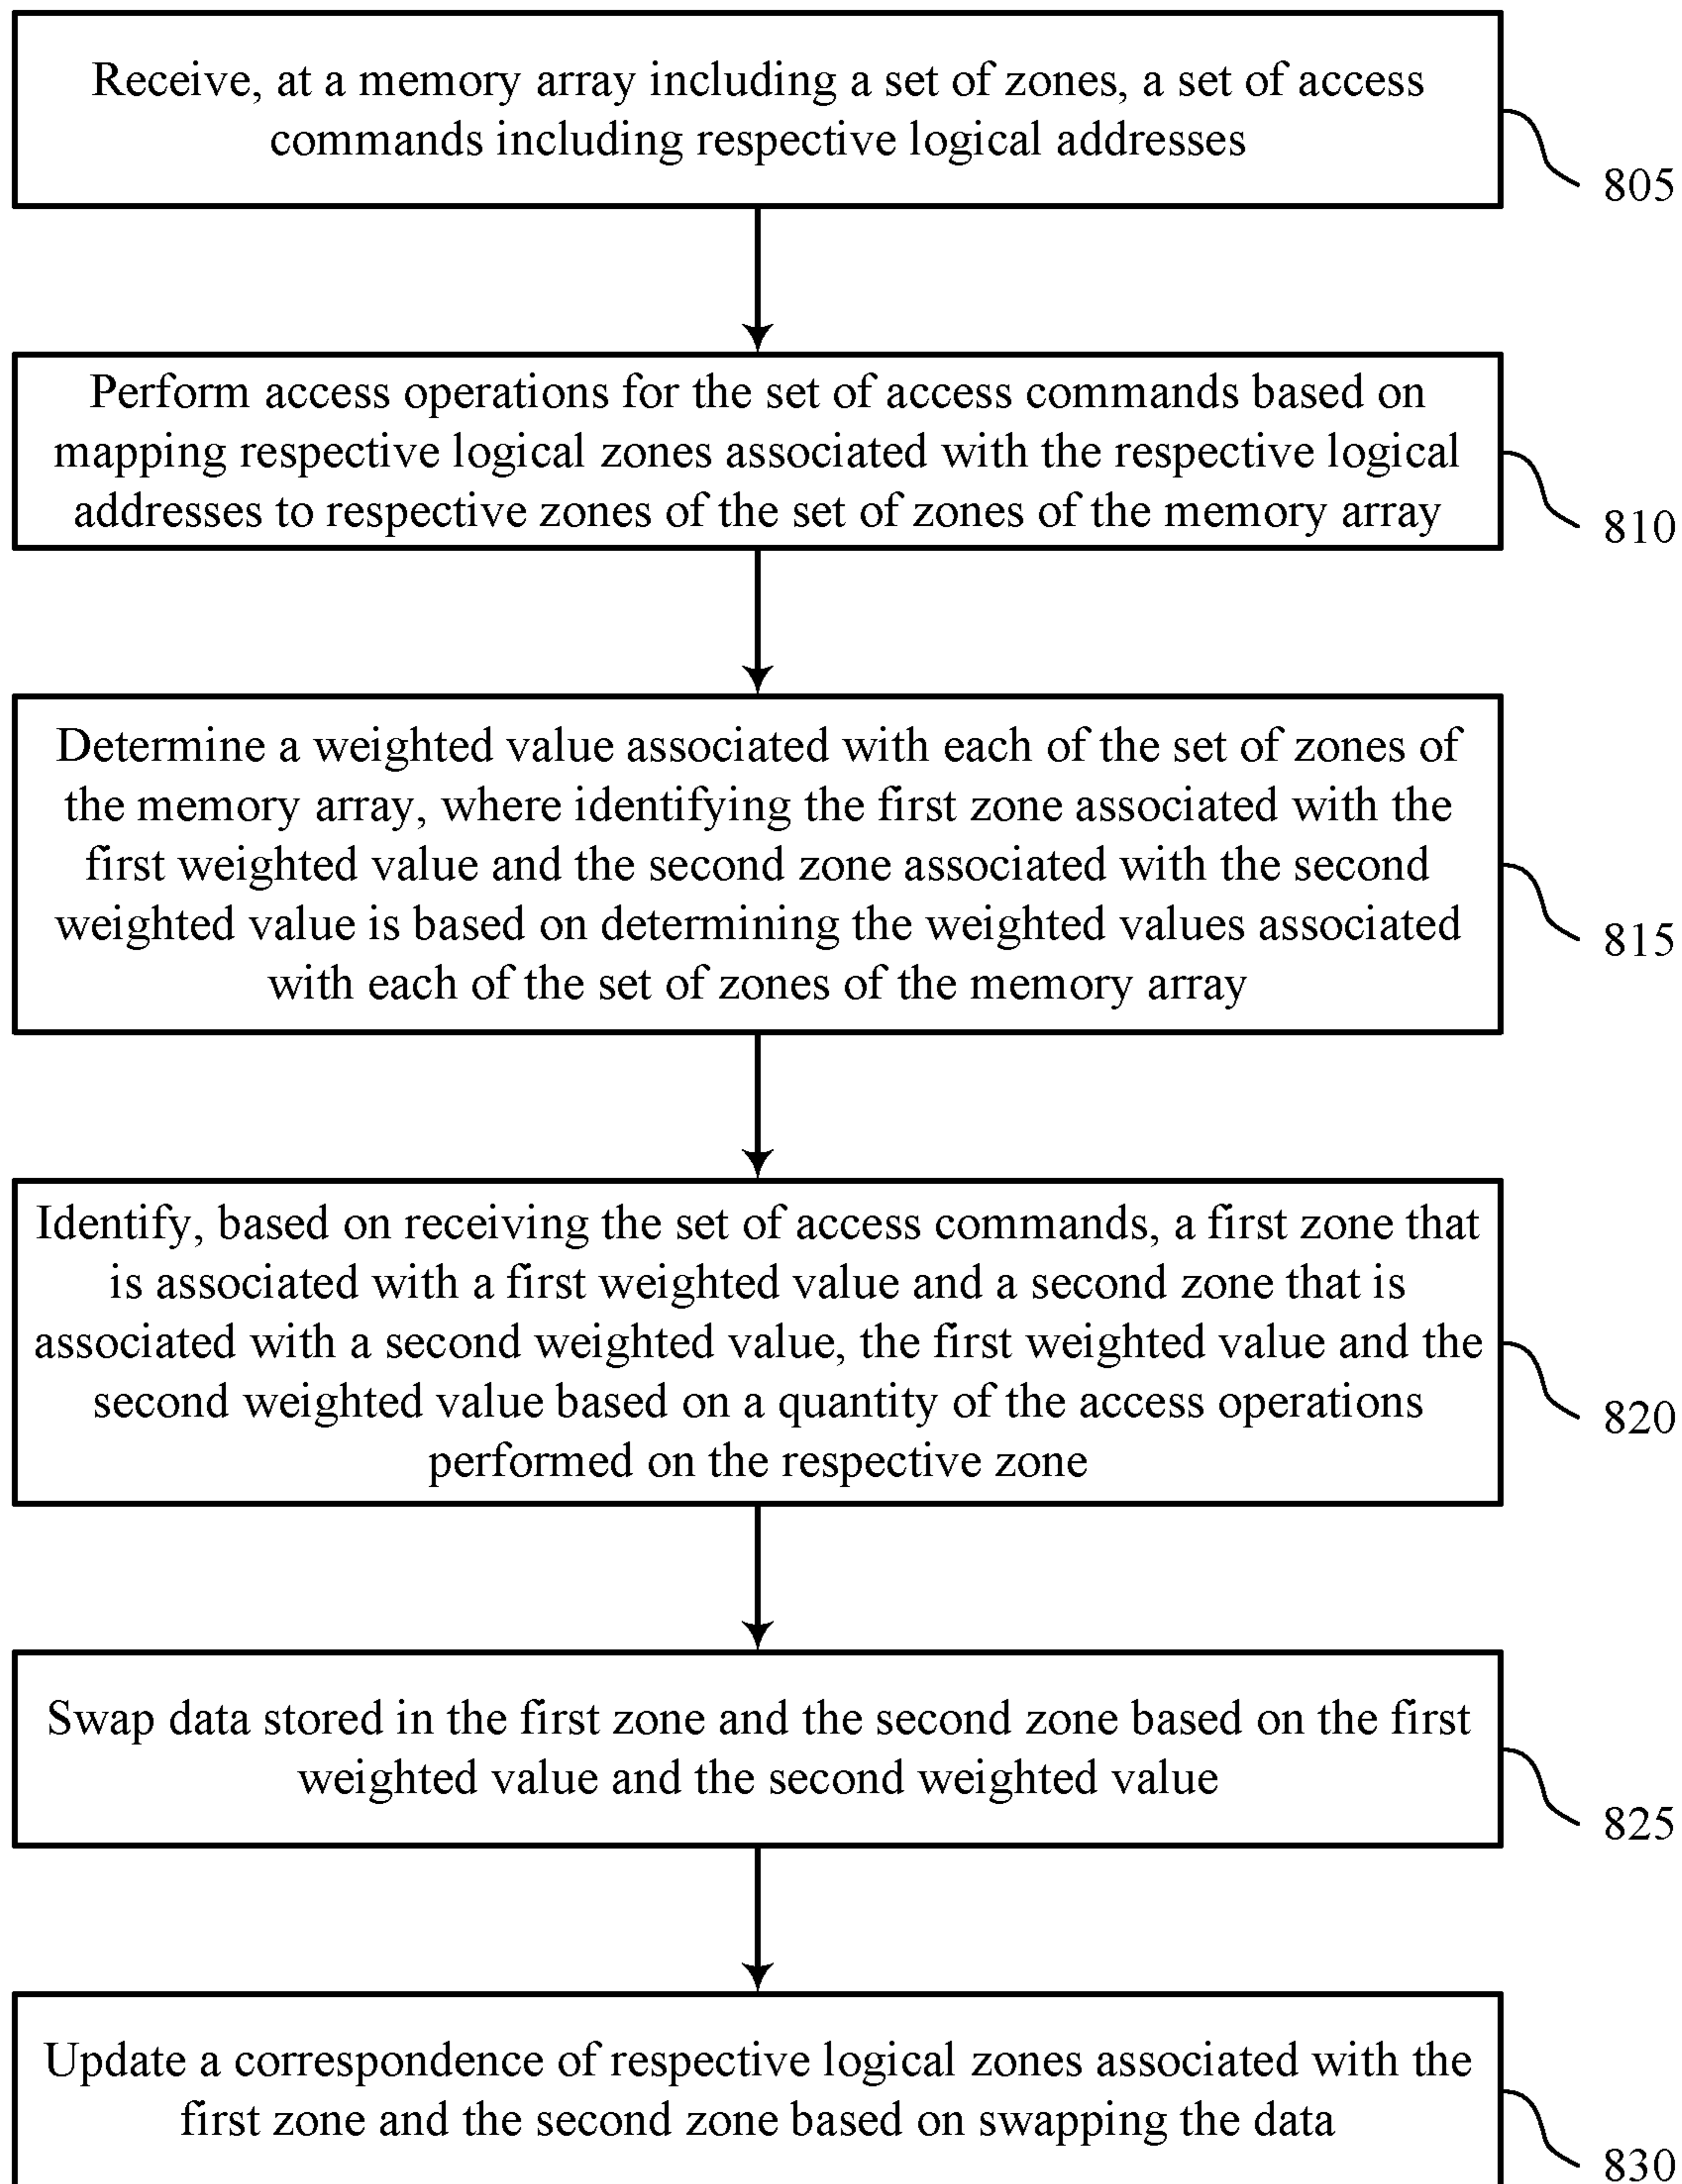 Receive, at a memory array including a set of zones, a set of access
commands including respective logical addresses
805
Perform access operations for the set of access commands based on
mapping respective logical zones associated with the respective logical
addresses to respective zones of the set of zones of the memory array
810
Determine a weighted value associated with each of the set of zones of
the memory array, where identifying the first zone associated with the
first weighted value and the second zone associated with the second
weighted value is based on determining the weighted values associated
with each of the set of zones of the memory array
815
Identify, based on receiving the set of access commands, a first zone that
is associated with a first weighted value and a second zone that is
associated with a second weighted value, the first weighted value and the
second weighted value based on a quantity of the access operations
performed on the respective zone
820
Swap data stored in the first zone and the second zone based on the first
weighted value and the second weighted value
825
Update a correspondence of respective logical zones associated with the
first zone and the second zone based on swapping the data
830